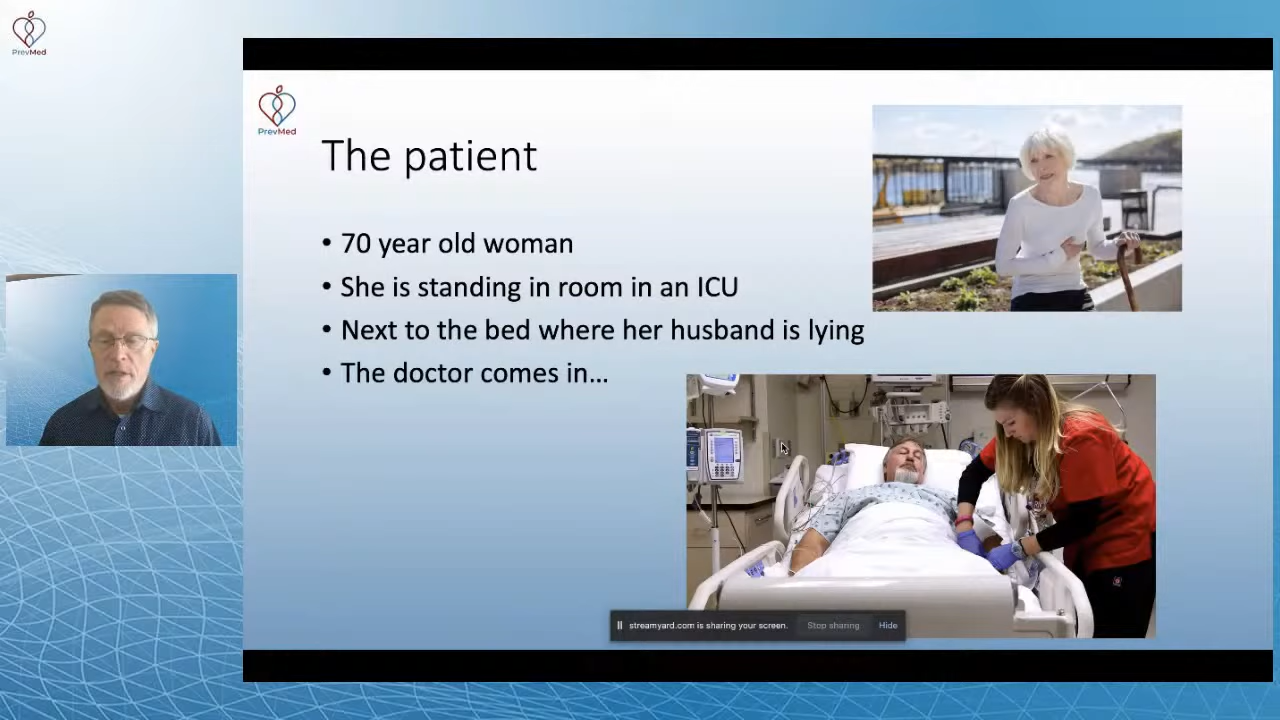 PrevMed
PrevMed
The patient
• 70 year old woman
• She is standing in room in an ICU
• Next to the bed where her husband is lying
• The doctor comes in...
streamyard.com is sharing your screen.
Stop sharing
Hide